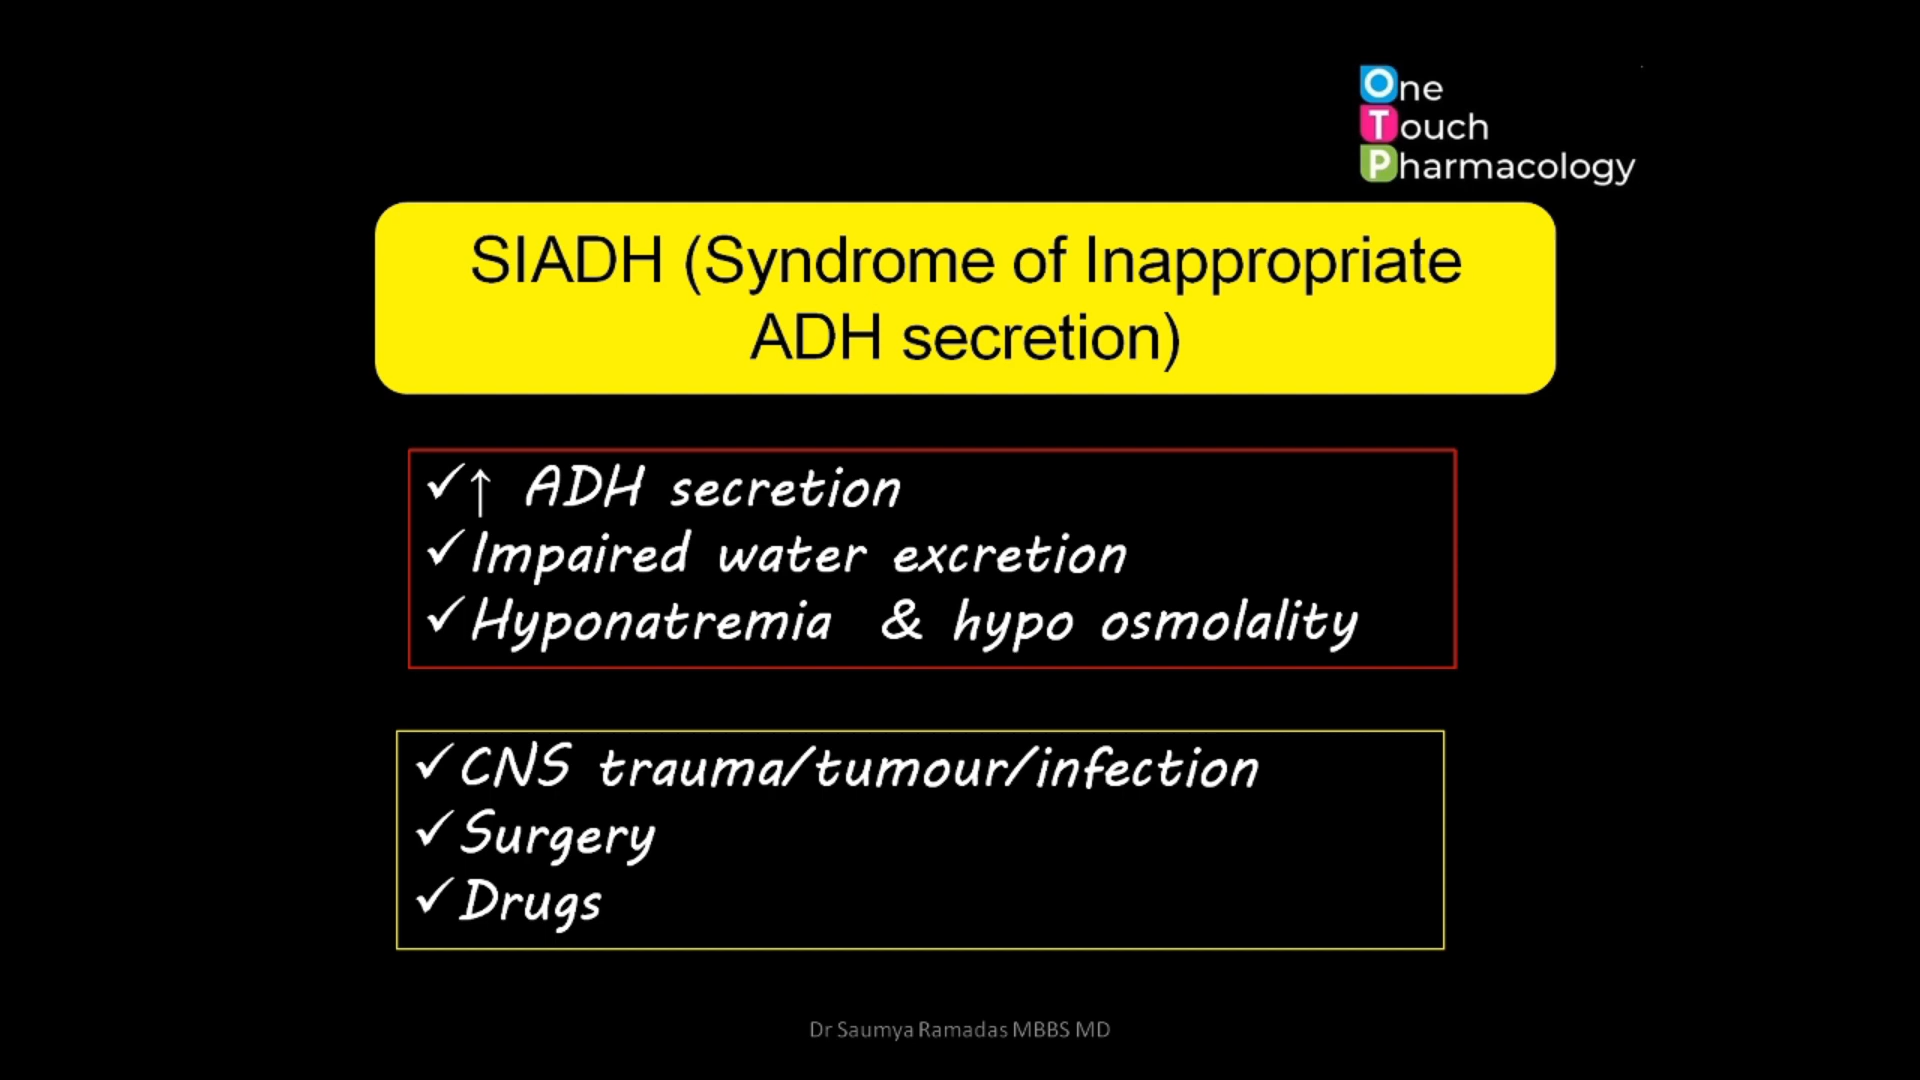 One
Touch
Pharmacology
SIADH (Syndrome of Inappropriate
ADH secretion)
✓↑ ADH secretion
✓Impaired water excretion
✓Hyponatremia & hypo osmolality
✓CNS trauma/tumour/infection
✓Surgery
✓Drugs
Dr Saumya Ramadas MBBS MD